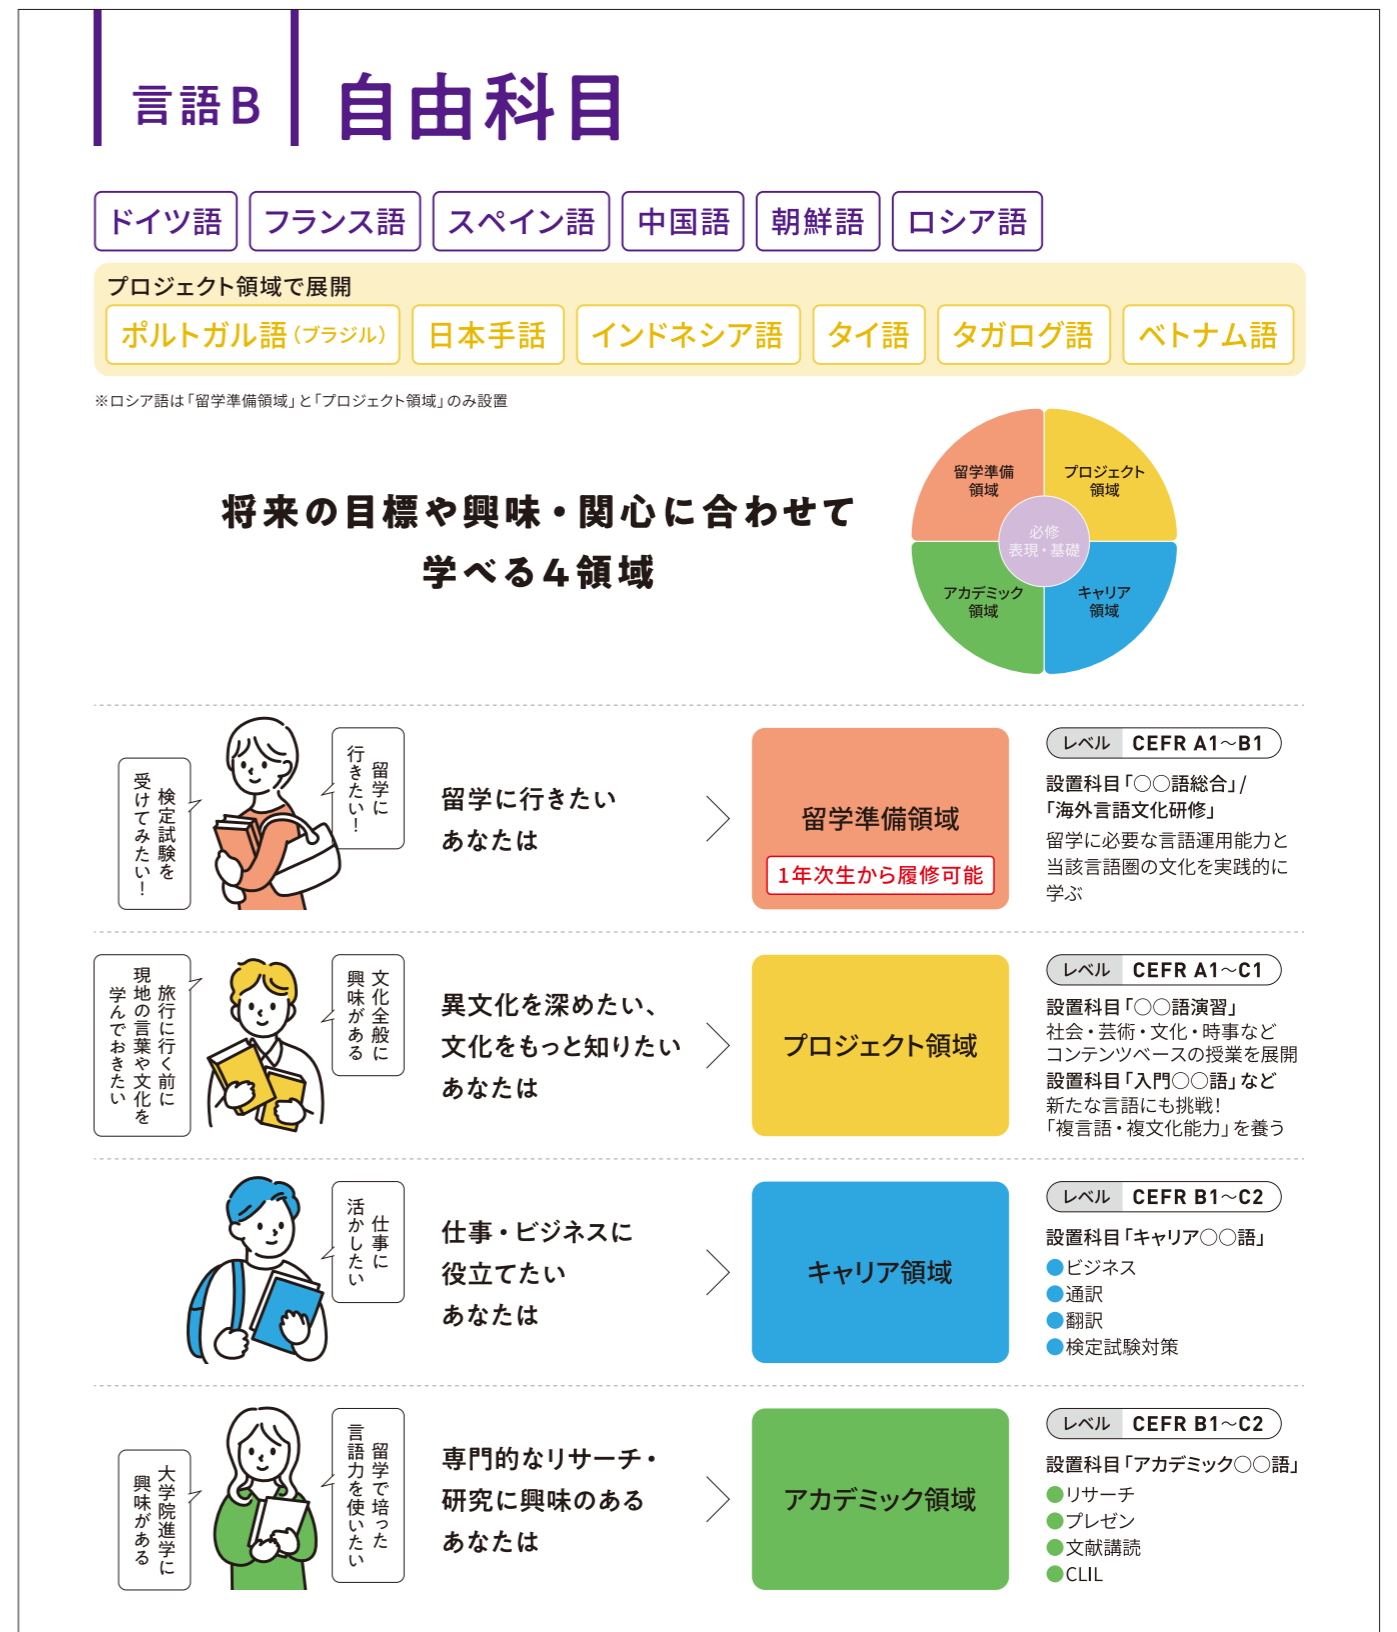 言語B
自由科目
ドイツ語
フランス語
スペイン語
中国語
朝鮮語
ロシア語
プロジェクト領域で展開
ポルトガル語（ブラジル）
日本手話
インドネシア語
タイ語
タガログ語
ベトナム語
※ロシア語は「留学準備領域」と「プロジェクト領域」のみ設置
将来の目標や興味・関心に合わせて
学べる4領域
留学準備
領域
プロジェクト
領域
必修
表現・基礎
アカデミック
領域
キャリア
領域
検定試験を
受けてみたい！
留学に
行きたい！
留学に行きたい
あなたは
留学準備領域
1年次生から履修可能
レベル CEFR A1～B1
設置科目「○○語総合」/
「海外言語文化研修」
留学に必要な言語運用能力と
当該言語圏の文化を実践的に
学ぶ
旅行に行く前に
現地の言葉や文化を
学んでおきたい
文化全般に
興味がある
異文化を深めたい、
文化をもっと知りたい
あなたは
プロジェクト領域
レベル CEFR A1～C1
設置科目「○○語演習」
社会・芸術・文化・時事など
コンテンツベースの授業を展開
設置科目「入門○○語」など
新たな言語にも挑戦！
「複言語・複文化能力」を養う
仕事に
活かしたい
仕事・ビジネスに
役立てたい
あなたは
キャリア領域
レベル CEFR B1～C2
設置科目「キャリア○○語」
●ビジネス
●通訳
●翻訳
●検定試験対策
大学院進学に
興味がある
留学で培った
言語力を使いたい
専門的なリサーチ・
研究に興味のある
あなたは
アカデミック領域
レベル CEFR B1～C2
設置科目「アカデミック○○語」
●リサーチ
●プレゼン
●文献講読
●CLIL